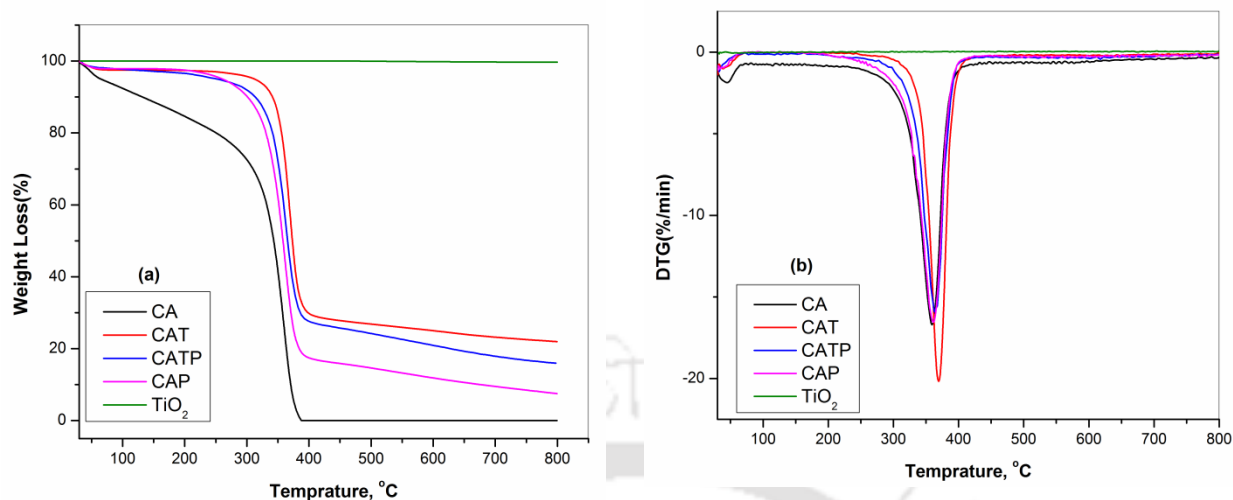 Weight Loss(%)
100
80
60
40
20
0
(a)
CA
CAT
CATP
CAP
TiO₂
100 200 300 400 500 600 700 800
Temprature, °C
DTG(%/min)
0
-10
-20
(b)
CA
CAT
CATP
CAP
TiO₂
100 200 300 400 500 600 700 800
Temprature, °C